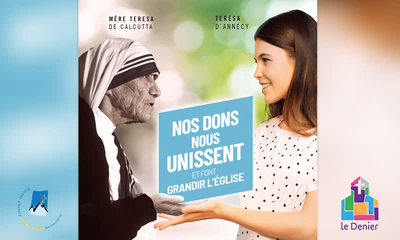 MÈRE TERESA
DE CALCUTTA
TERESA
D'ANNECY
NOS DONS
NOUS
UNISSENT
ET FONT
GRANDIR L'ÉGLISE
le Denier